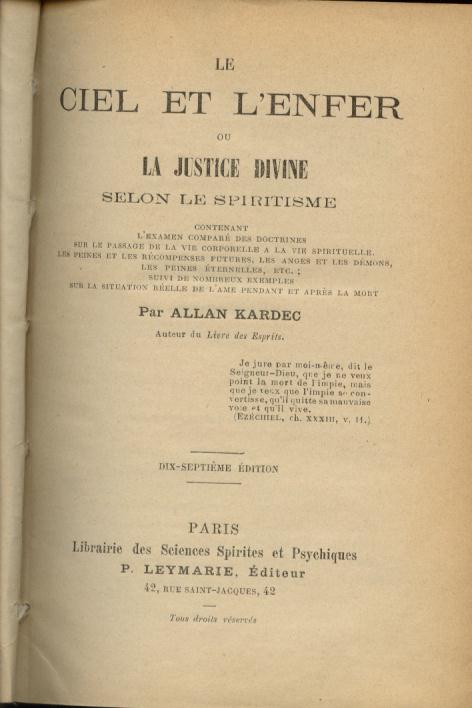 LE
CIEL ET L'ENFER
OU
LA JUSTICE DIVINE
SELON LE SPIRITISME
CONTENANT
L'EXAMEN COMPARÉ DES DOCTRINES
SUR LE PASSAGE DE LA VIE CORPORELLE A LA VIE SPIRITUELLE.
LES PEINES ET LES RÉCOMPENSES FUTURES, LES ANGES ET LES DÉMONS,
LES PEINES ÉTERNELLES, ETC.;
SUIVI DE NOMBREUX EXEMPLES
SUR LA SITUATION RÉELLE DE L'AME PENDANT ET APRÈS LA MORT
Par ALLAN KARDEC
Auteur du Livre des Esprits.
Je jure par moi-même, dit le
Seigneur-Dieu, que je ne veux
point la mort de l'impie, mais
que je veux que l'impie se con-
vertisse, qu'il quitte sa mauvaise
voie et qu'il vive.
(EZÉCHIEL, ch. XXXIII, v. 11.)
DIX-SEPTIÈME ÉDITION
PARIS
Librairie des Sciences Spirites et Psychiques
P. LEYMARIE, Éditeur
42, RUE SAINT-JACQUES, 42
Tous droits réservés